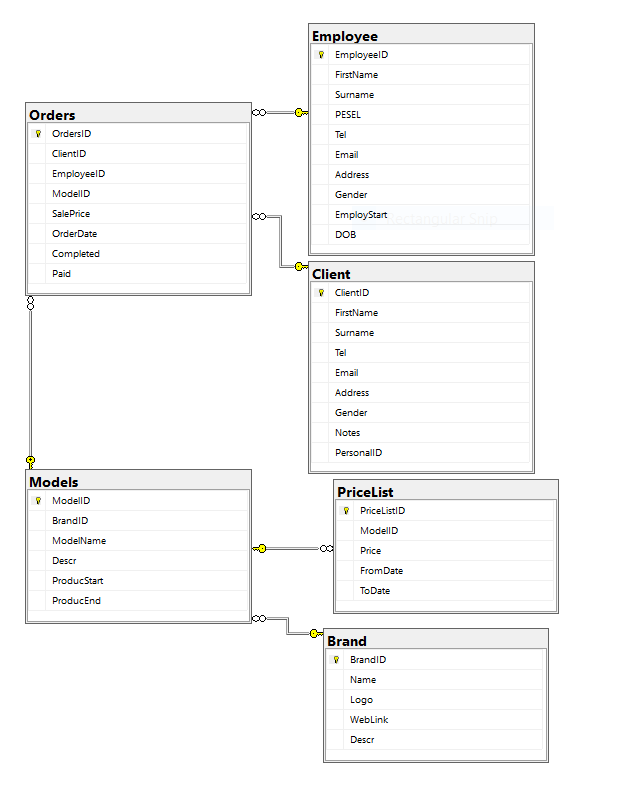 Employee
EmployeeID
FirstName
Surname
PESEL
Tel
Email
Address
Gender
EmployStart
Rectangular Snip
DOB
Orders
OrdersID
ClientID
EmployeeID
ModelID
SalePrice
OrderDate
Completed
Paid
Client
ClientID
FirstName
Surname
Tel
Email
Address
Gender
Notes
PersonalID
Models
ModelID
BrandID
ModelName
Descr
ProducStart
ProducEnd
PriceList
PriceListID
ModelID
Price
FromDate
ToDate
Brand
BrandID
Name
Logo
WebLink
Descr